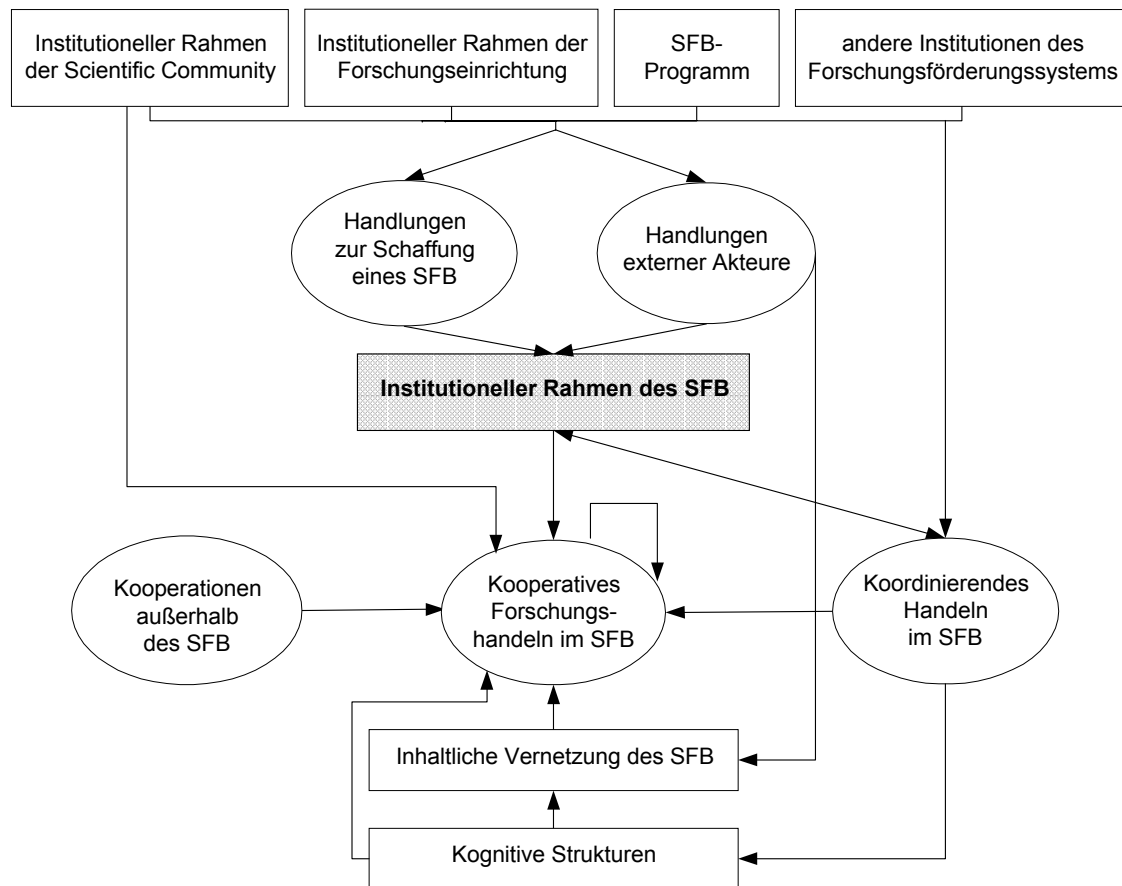 Institutioneller Rahmen
der Scientific Community
Institutioneller Rahmen der
Forschungseinrichtung
SFB-
Programm
andere Institutionen des
Forschungsförderungssystems
Handlungen
zur Schaffung
eines SFB
Handlungen
externer Akteure
Institutioneller Rahmen des SFB
Kooperationen
außerhalb
des SFB
Kooperatives
Forschungs-
handeln im SFB
Koordinierendes
Handeln
im SFB
Inhaltliche Vernetzung des SFB
Kognitive Strukturen